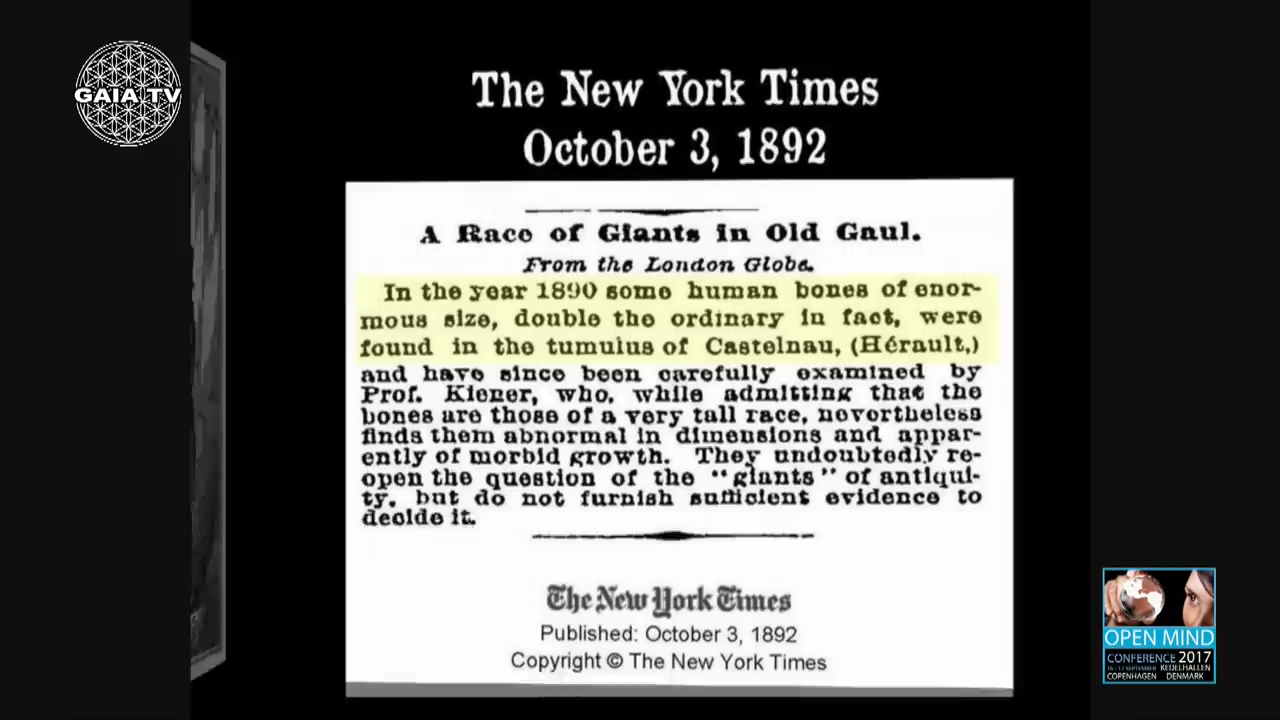 GAIA TV
The New York Times
October 3, 1892
A Race of Giants in Old Gaul.
From the London Globe.
In the year 1890 some human bones of enor-
mous size, double the ordinary in fact, were
found in the tumulus of Castelnau, (Hérault,)
and have since been carefully examined by
Prof. Kiener, who, while admitting that the
bones are those of a very tall race, nevertheless
finds them abnormal in dimensions and appar-
ently of morbid growth. They undoubtedly re-
open the question of the "giants" of antiqui-
ty, but do not furnish sufficient evidence to
decide it.
The New York Times
Published: October 3, 1892
Copyright © The New York Times
OPEN MIND
CONFERENCE 2017
16 - 17 SEPTEMBER KEDELHALLEN
COPENHAGEN DENMARK